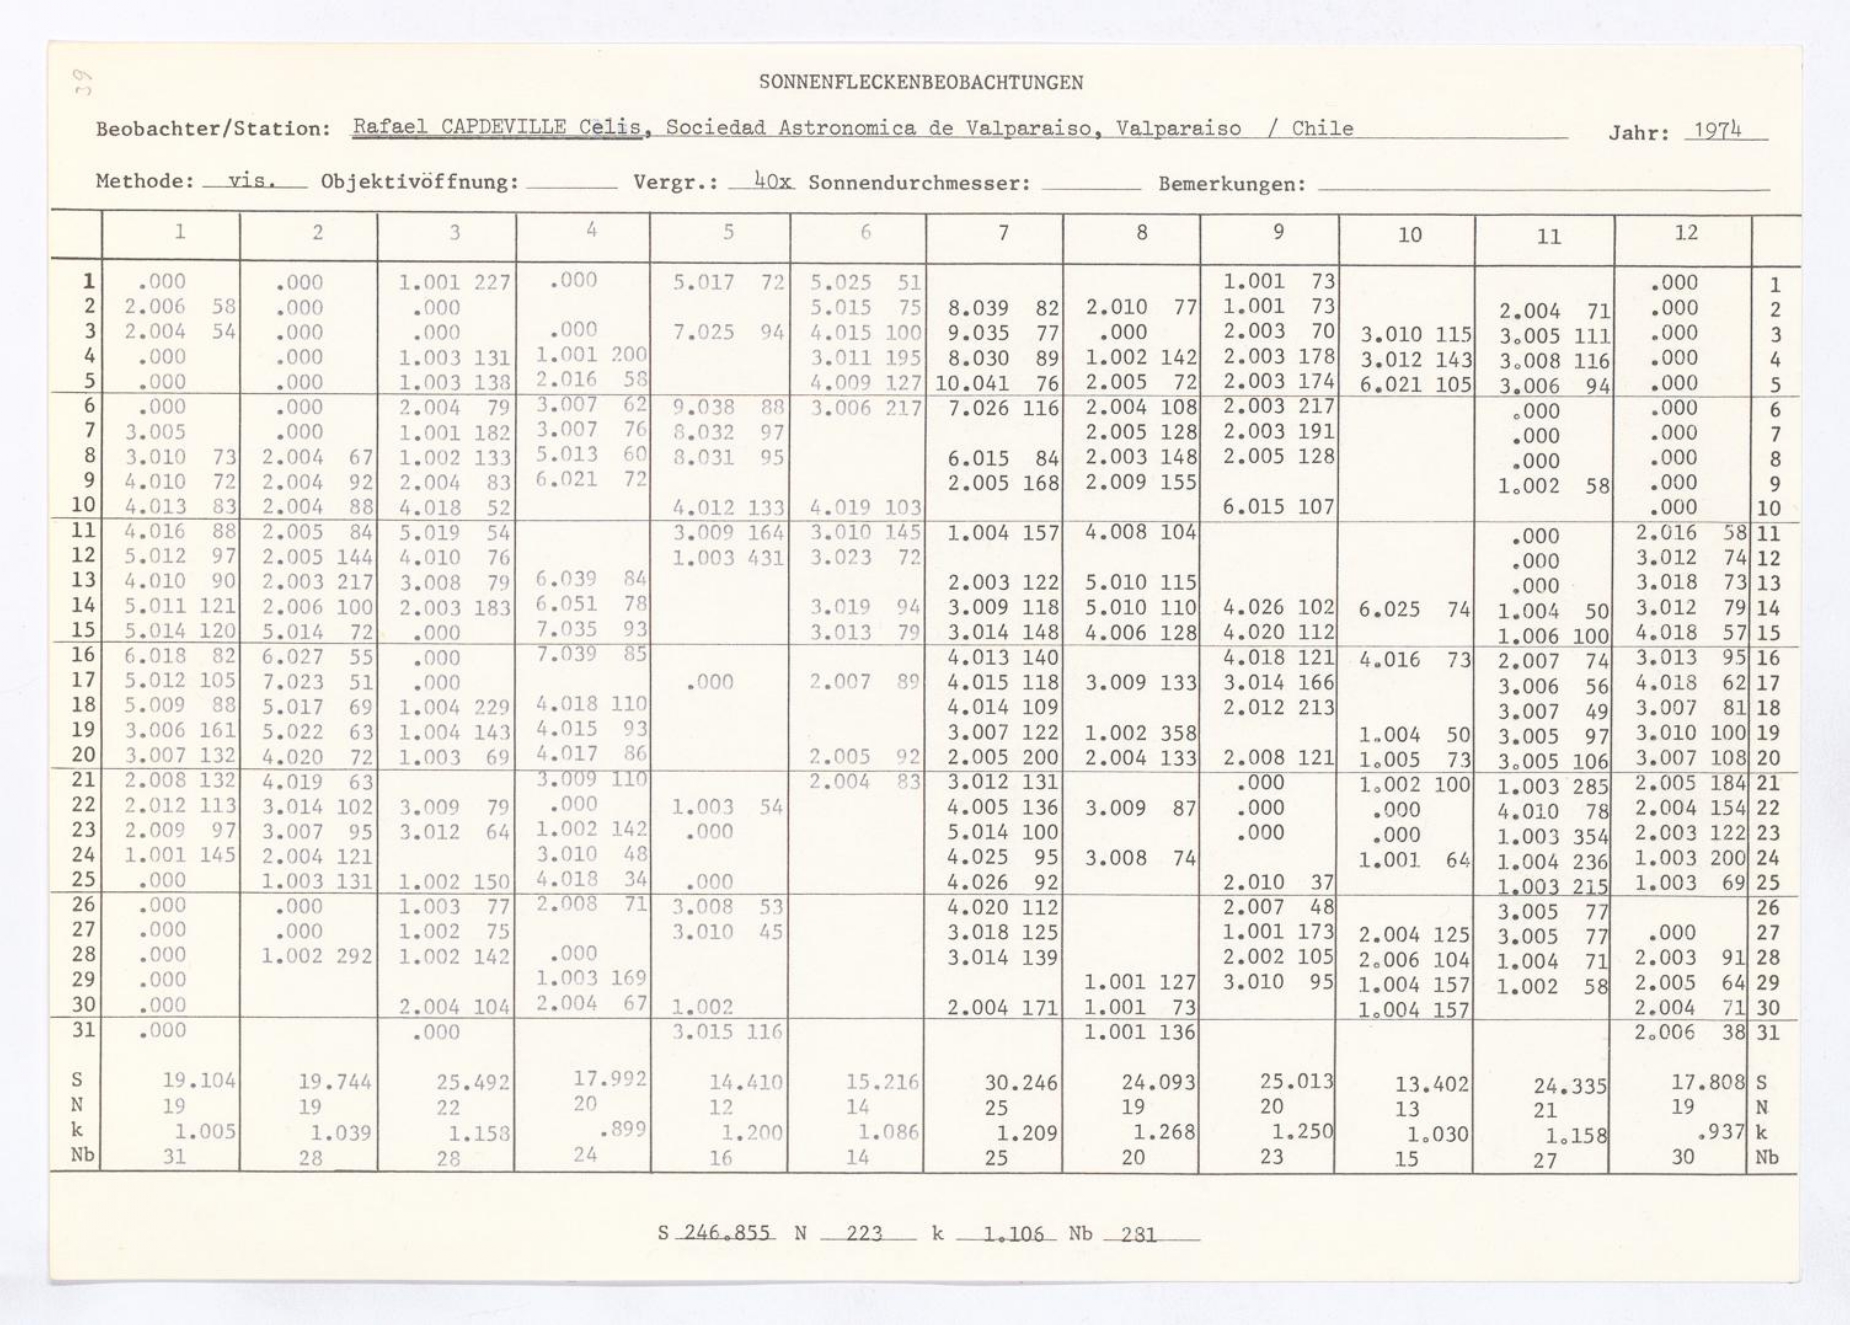 39
SONNENFLECKENBEOBACHTUNGEN
Beobachter/Station: Rafael CAPDEVILLE Celis, Sociedad Astronomica de Valparaiso, Valparaiso / Chile Jahr: 1974
Methode: vis. Objektivöffnung: Vergr.: 40x Sonnendurchmesser: Bemerkungen:
1 2 3 4 5 6 7 8 9 10 11 12
1 .000 .000 1.001 227 .000 5.017 72 5.025 51 1.001 73 .000 1
2 2.006 58 .000 .000 5.015 75 8.039 82 2.010 77 1.001 73 2.004 71 .000 2
3 2.004 54 .000 .000 .000 7.025 94 4.015 100 9.035 77 .000 2.003 70 3.010 115 3.005 111 .000 3
4 .000 .000 1.003 131 1.001 200 3.011 195 8.030 89 1.002 142 2.003 178 3.012 143 3.008 116 .000 4
5 .000 .000 1.003 138 2.016 58 4.009 127 10.041 76 2.005 72 2.003 174 6.021 105 3.006 94 .000 5
6 .000 .000 2.004 79 3.007 62 9.038 88 3.006 217 7.026 116 2.004 108 2.003 217 .000 .000 6
7 3.005 .000 1.001 182 3.007 76 8.032 97 2.005 128 2.003 191 .000 .000 7
8 3.010 73 2.004 67 1.002 133 5.013 60 8.031 95 6.015 84 2.003 148 2.005 128 .000 .000 8
9 4.010 72 2.004 92 2.004 83 6.021 72 2.005 168 2.009 155 1.002 58 .000 9
10 4.013 83 2.004 88 4.018 52 4.012 133 4.019 103 6.015 107 .000 10
11 4.016 88 2.005 84 5.019 54 3.009 164 3.010 145 1.004 157 4.008 104 .000 2.016 58 11
12 5.012 97 2.005 144 4.010 76 1.003 431 3.023 72 .000 3.012 74 12
13 4.010 90 2.003 217 3.008 79 6.039 84 2.003 122 5.010 115 .000 3.018 73 13
14 5.011 121 2.006 100 2.003 183 6.051 78 3.019 94 3.009 118 5.010 110 4.026 102 6.025 74 1.004 50 3.012 79 14
15 5.014 120 5.014 72 .000 7.035 93 3.013 79 3.014 148 4.006 128 4.020 112 1.006 100 4.018 57 15
16 6.018 82 6.027 55 .000 7.039 85 4.013 140 4.018 121 4.016 73 2.007 74 3.013 95 16
17 5.012 105 7.023 51 .000 .000 2.007 89 4.015 118 3.009 133 3.014 166 3.006 56 4.018 62 17
18 5.009 88 5.017 69 1.004 229 4.018 110 4.014 109 2.012 213 3.007 49 3.007 81 18
19 3.006 161 5.022 63 1.004 143 4.015 93 3.007 122 1.002 358 1.004 50 3.005 97 3.010 100 19
20 3.007 132 4.020 72 1.003 69 4.017 86 2.005 92 2.005 200 2.004 133 2.008 121 1.005 73 3.005 106 3.007 108 20
21 2.008 132 4.019 63 3.009 110 2.004 83 3.012 131 .000 1.002 100 1.003 285 2.005 184 21
22 2.012 113 3.014 102 3.009 79 .000 1.003 54 4.005 136 3.009 87 .000 .000 4.010 78 2.004 154 22
23 2.009 97 3.007 95 3.012 64 1.002 142 .000 5.014 100 .000 .000 1.003 354 2.003 122 23
24 1.001 145 2.004 121 3.010 48 4.025 95 3.008 74 1.001 64 1.004 236 1.003 200 24
25 .000 1.003 131 1.002 150 4.018 34 .000 4.026 92 2.010 37 1.003 215 1.003 69 25
26 .000 .000 1.003 77 2.008 71 3.008 53 4.020 112 2.007 48 3.005 77 26
27 .000 .000 1.002 75 3.010 45 3.018 125 1.001 173 2.004 125 3.005 77 .000 27
28 .000 1.002 292 1.002 142 .000 3.014 139 2.002 105 2.006 104 1.004 71 2.003 91 28
29 .000 1.003 169 1.001 127 3.010 95 1.004 157 1.002 58 2.005 64 29
30 .000 2.004 104 2.004 67 1.002 2.004 171 1.001 73 1.004 157 2.004 71 30
31 .000 .000 3.015 116 1.001 136 2.006 38 31
S 19.104 19.744 25.492 17.992 14.410 15.216 30.246 24.093 25.013 13.402 24.335 17.808 S
N 19 19 22 20 12 14 25 19 20 13 21 19 N
k 1.005 1.039 1.158 .899 1.200 1.086 1.209 1.268 1.250 1.030 1.158 .937 k
Nb 31 28 28 24 16 14 25 20 23 15 27 30 Nb
S 246.855 N 223 k 1.106 Nb 281